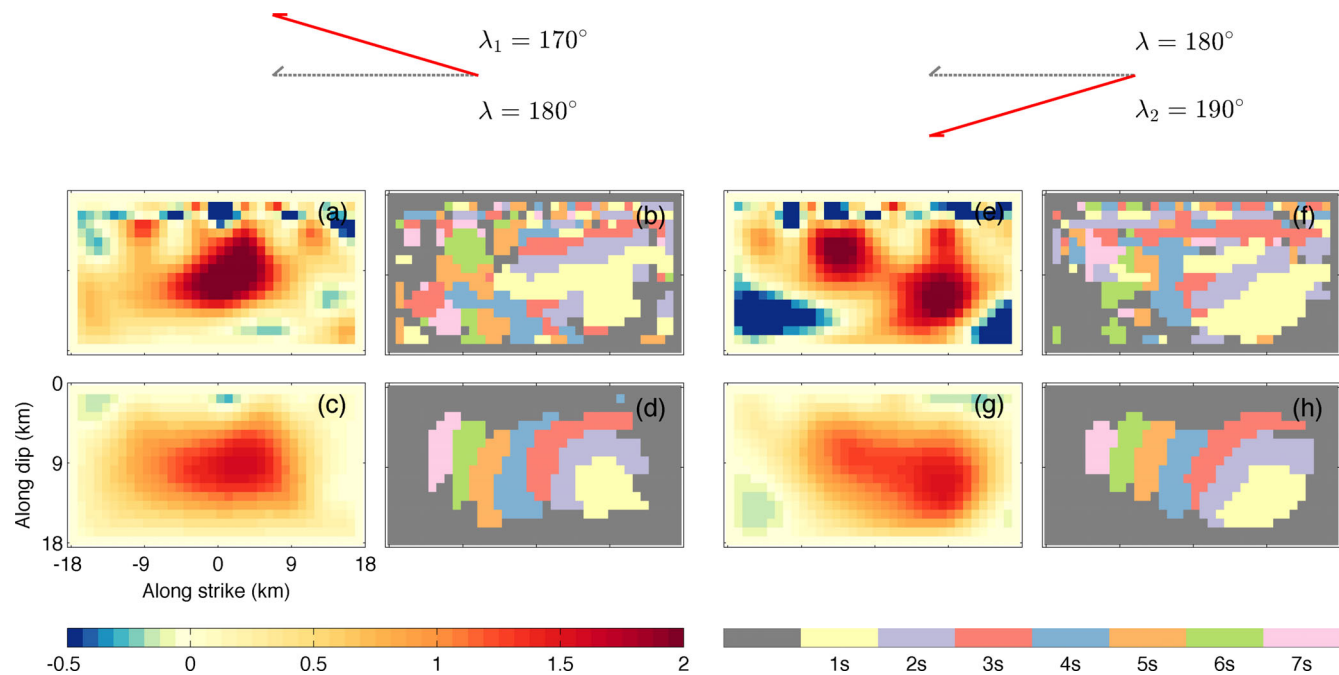 λ₁ = 170°
λ = 180°
λ = 180°
λ₂ = 190°
(a)
(b)
(e)
(f)
0
9
18
Along dip (km)
(c)
(d)
(g)
(h)
-18 -9 0 9 18
Along strike (km)
-0.5 0 0.5 1 1.5 2
1s 2s 3s 4s 5s 6s 7s